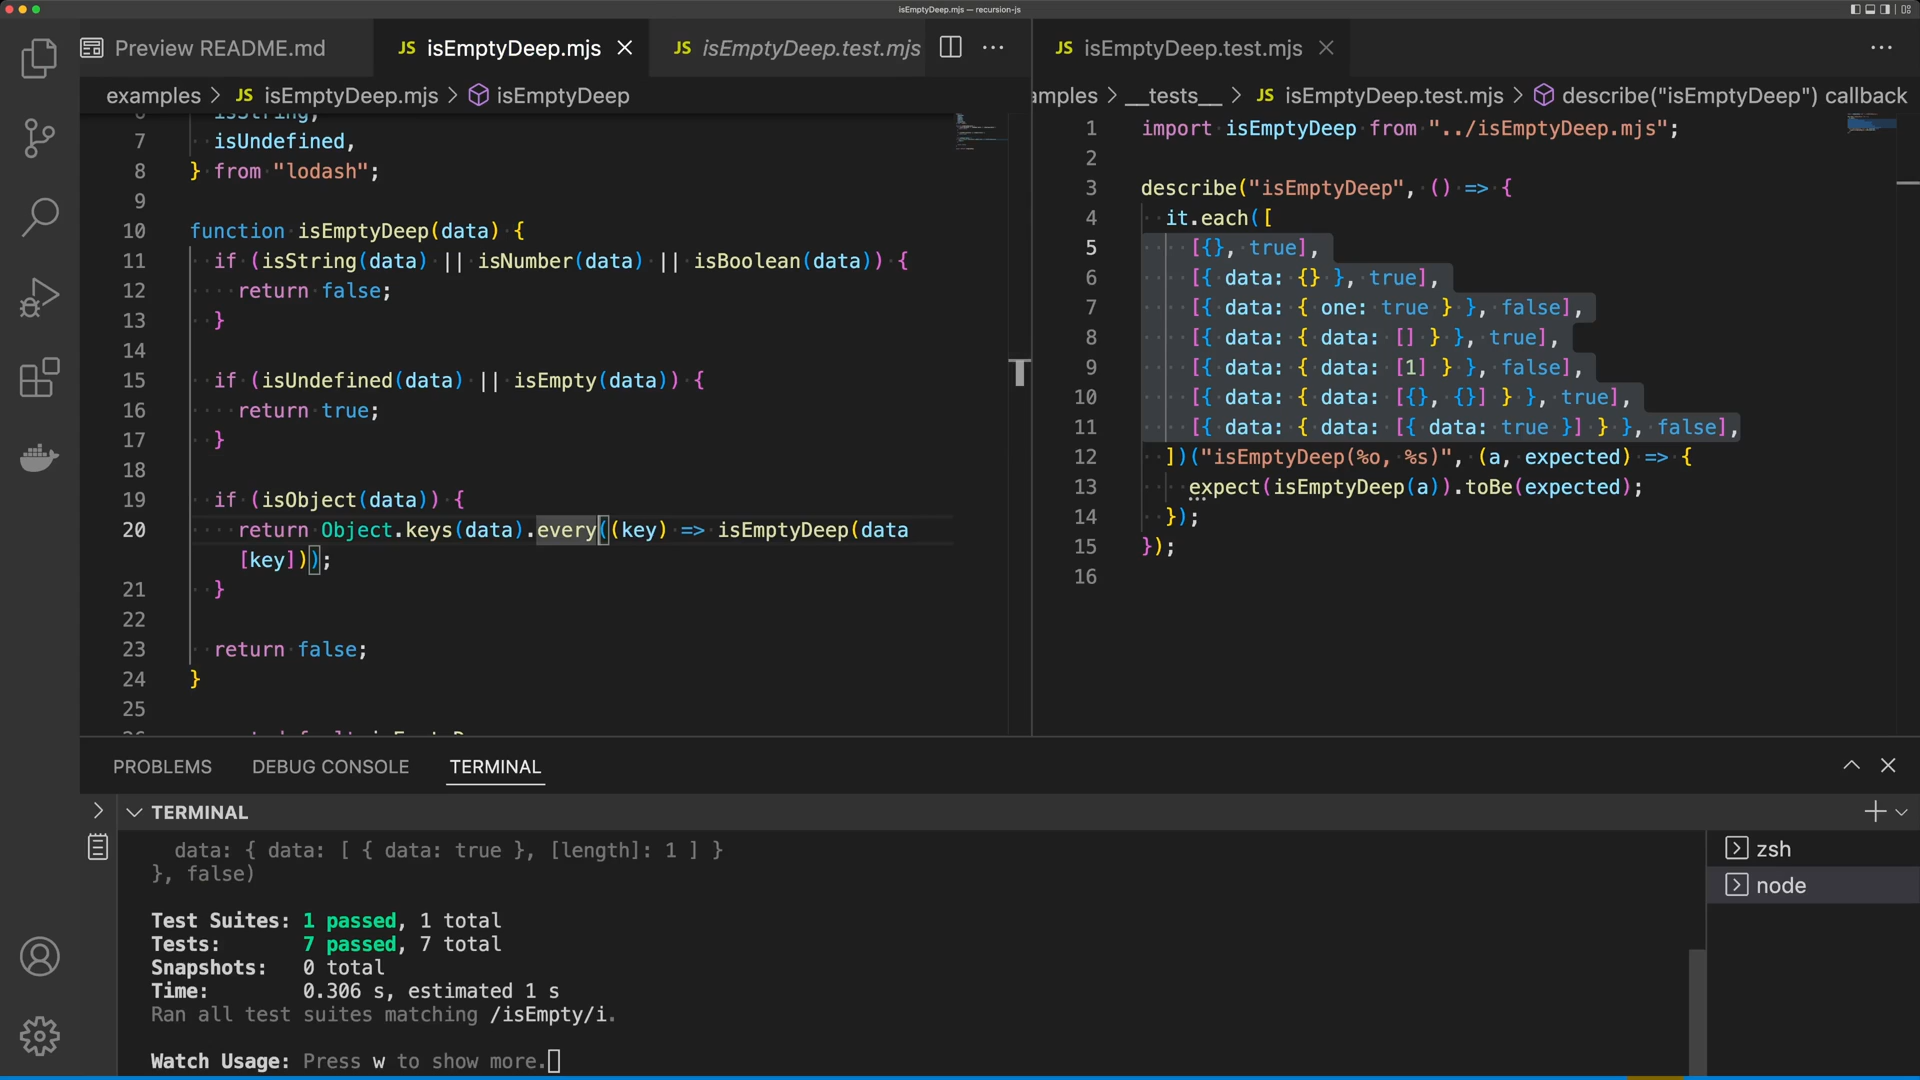 isEmptyDeep.mjs — recursion-js
Preview README.md
JS isEmptyDeep.mjs
JS isEmptyDeep.test.mjs
JS isEmptyDeep.test.mjs
examples > JS isEmptyDeep.mjs > isEmptyDeep
amples > __tests__ > JS isEmptyDeep.test.mjs > describe("isEmptyDeep") callback
isString,
7 isUndefined,
8 } from "lodash";
9
10 function isEmptyDeep(data) {
11 if (isString(data) || isNumber(data) || isBoolean(data)) {
12 return false;
13 }
14
15 if (isUndefined(data) || isEmpty(data)) {
16 return true;
17 }
18
19 if (isObject(data)) {
20 return Object.keys(data).every((key) => isEmptyDeep(data
[key]));
21 }
22
23 return false;
24 }
25
1 import isEmptyDeep from "../isEmptyDeep.mjs";
2
3 describe("isEmptyDeep", () => {
4 it.each([
5 [{}, true],
6 [{ data: {} }, true],
7 [{ data: { one: true } }, false],
8 [{ data: { data: [] } }, true],
9 [{ data: { data: [1] } }, false],
10 [{ data: { data: [{}, {}] } }, true],
11 [{ data: { data: [{ data: true }] } }, false],
12 ])("isEmptyDeep(%o, %s)", (a, expected) => {
13 expect(isEmptyDeep(a)).toBe(expected);
14 });
15 });
16
PROBLEMS DEBUG CONSOLE TERMINAL
TERMINAL
data: { data: [ { data: true }, [length]: 1 ] }
}, false)
Test Suites: 1 passed, 1 total
Tests: 7 passed, 7 total
Snapshots: 0 total
Time: 0.306 s, estimated 1 s
Ran all test suites matching /isEmpty/i.
Watch Usage: Press w to show more.
zsh
node